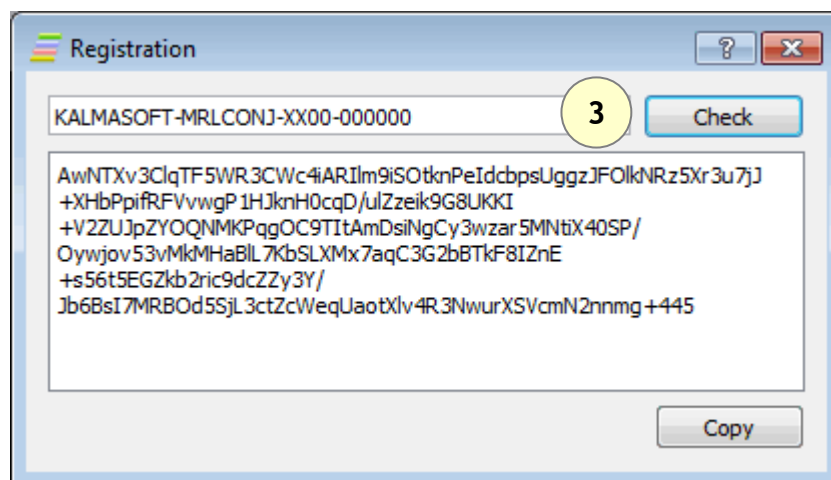 Registration
KALMASOFT-MRLCONJ-XX00-000000
3
Check
AwNTXv3ClqTF5WR3CWc4iARIlm9iSOtknPeIdcbpsUggzJFOlkNRz5Xr3u7jJ
+XHbPpifRFVvwgP1HJknH0cqD/ulZzeik9G8UKKI
+V2ZUJpZYOQNMKPqgOC9TItAmDsiNgCy3wzar5MNtiX40SP/
Oywjov53vMkMHaBlL7KbSLXMx7aqC3G2bBTkF8IZnE
+s56t5EGZkb2ric9dcZZy3Y/
Jb6BsI7MRBOd5SjL3ctZcWeqUaotXlv4R3NwurXSVcmN2nnmg+445
Copy